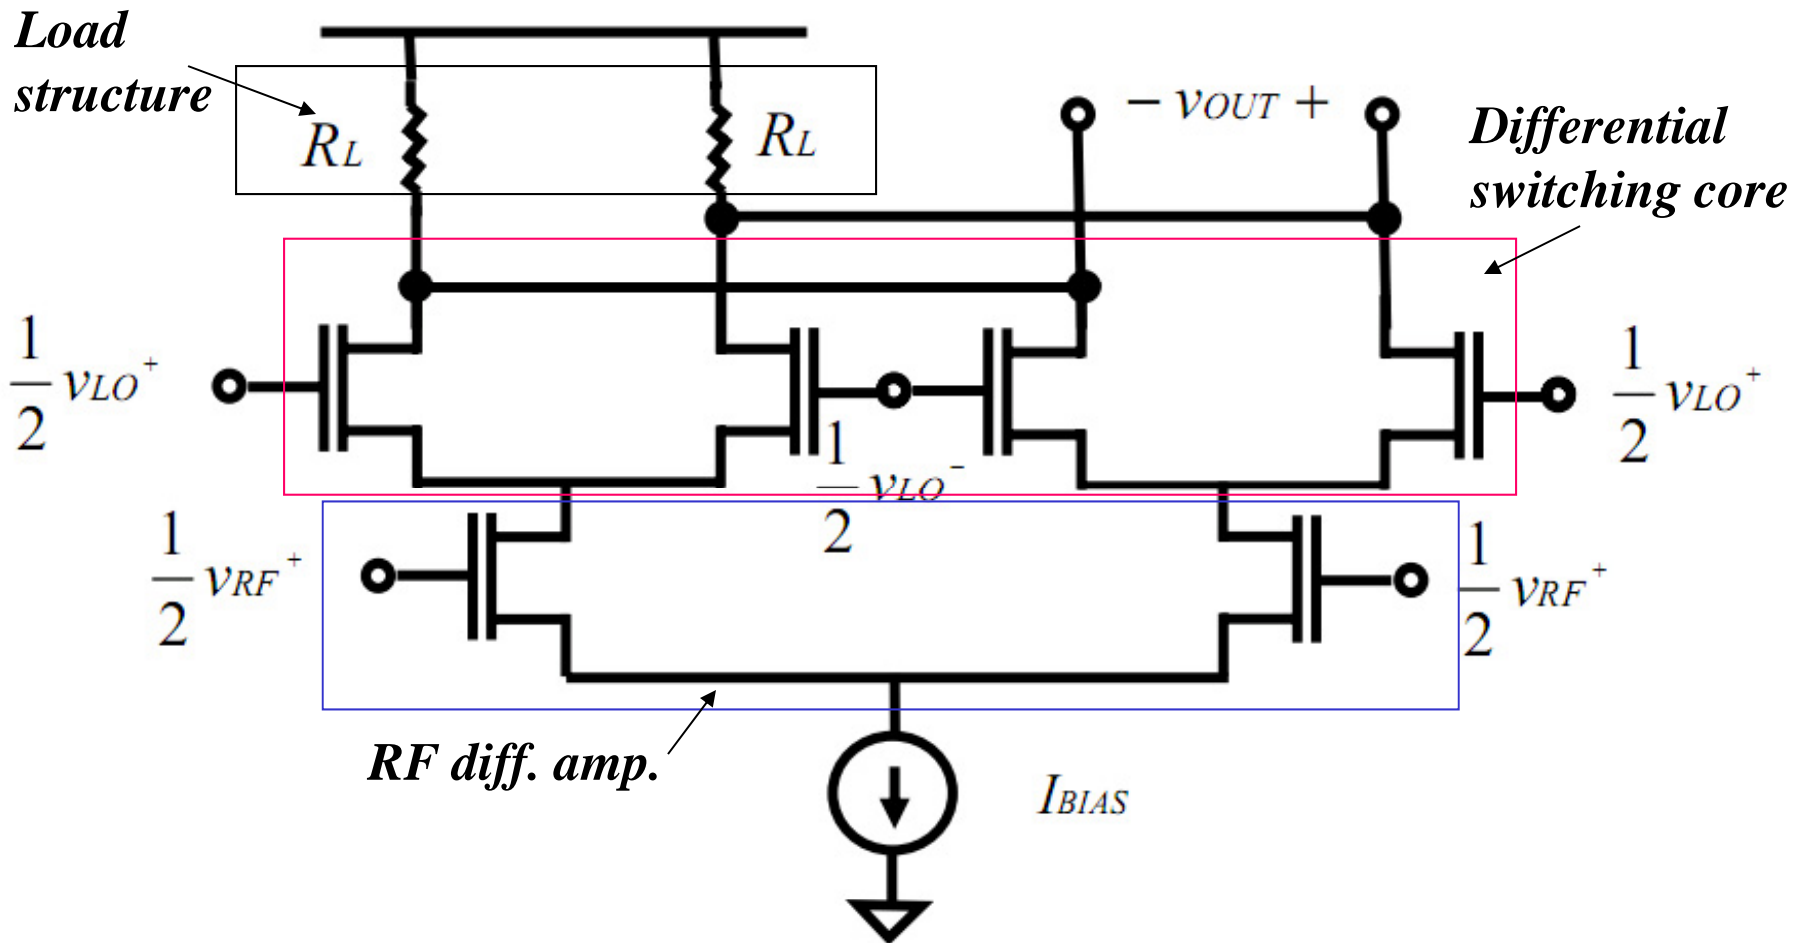 Load
structure
R_L
R_L
− v_OUT +
Differential
switching core
1/2 v_LO⁺
1/2 v_LO⁻
1/2 v_LO⁺
1/2 v_RF⁺
1/2 v_RF⁺
RF diff. amp.
I_BIAS